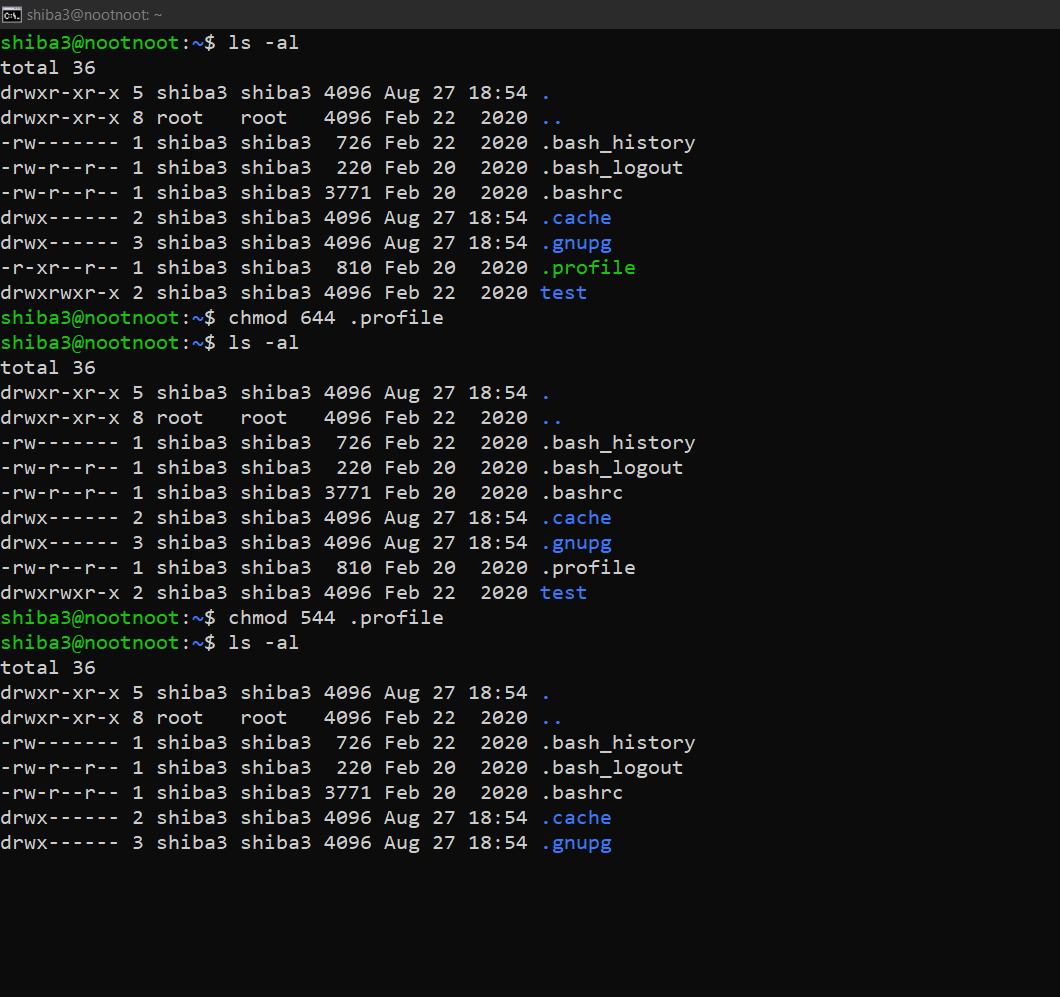 shiba3@nootnoot: ~
shiba3@nootnoot:~$ ls -al
total 36
drwxr-xr-x 5 shiba3 shiba3 4096 Aug 27 18:54 .
drwxr-xr-x 8 root   root   4096 Feb 22  2020 ..
-rw------- 1 shiba3 shiba3  726 Feb 22  2020 .bash_history
-rw-r--r-- 1 shiba3 shiba3  220 Feb 20  2020 .bash_logout
-rw-r--r-- 1 shiba3 shiba3 3771 Feb 20  2020 .bashrc
drwx------ 2 shiba3 shiba3 4096 Aug 27 18:54 .cache
drwx------ 3 shiba3 shiba3 4096 Aug 27 18:54 .gnupg
-r-xr--r-- 1 shiba3 shiba3  810 Feb 20  2020 .profile
drwxrwxr-x 2 shiba3 shiba3 4096 Feb 22  2020 test
shiba3@nootnoot:~$ chmod 644 .profile
shiba3@nootnoot:~$ ls -al
total 36
drwxr-xr-x 5 shiba3 shiba3 4096 Aug 27 18:54 .
drwxr-xr-x 8 root   root   4096 Feb 22  2020 ..
-rw------- 1 shiba3 shiba3  726 Feb 22  2020 .bash_history
-rw-r--r-- 1 shiba3 shiba3  220 Feb 20  2020 .bash_logout
-rw-r--r-- 1 shiba3 shiba3 3771 Feb 20  2020 .bashrc
drwx------ 2 shiba3 shiba3 4096 Aug 27 18:54 .cache
drwx------ 3 shiba3 shiba3 4096 Aug 27 18:54 .gnupg
-rw-r--r-- 1 shiba3 shiba3  810 Feb 20  2020 .profile
drwxrwxr-x 2 shiba3 shiba3 4096 Feb 22  2020 test
shiba3@nootnoot:~$ chmod 544 .profile
shiba3@nootnoot:~$ ls -al
total 36
drwxr-xr-x 5 shiba3 shiba3 4096 Aug 27 18:54 .
drwxr-xr-x 8 root   root   4096 Feb 22  2020 ..
-rw------- 1 shiba3 shiba3  726 Feb 22  2020 .bash_history
-rw-r--r-- 1 shiba3 shiba3  220 Feb 20  2020 .bash_logout
-rw-r--r-- 1 shiba3 shiba3 3771 Feb 20  2020 .bashrc
drwx------ 2 shiba3 shiba3 4096 Aug 27 18:54 .cache
drwx------ 3 shiba3 shiba3 4096 Aug 27 18:54 .gnupg